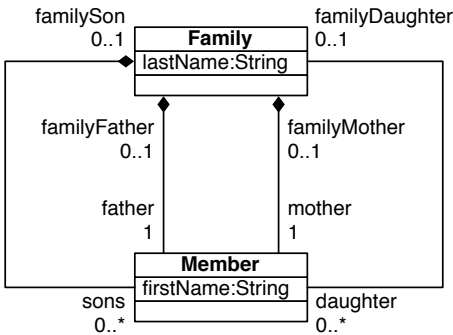 familySon
0..1
Family
lastName:String
familyDaughter
0..1
familyFather
0..1
familyMother
0..1
father
1
mother
1
Member
firstName:String
sons
0..*
daughter
0..*